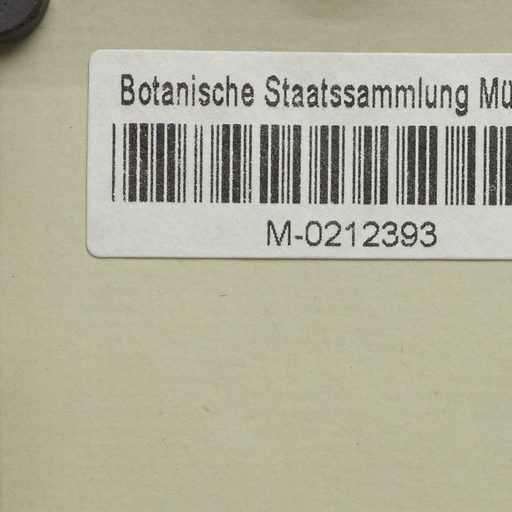 Botanische Staatssammlung Mü
M-0212393